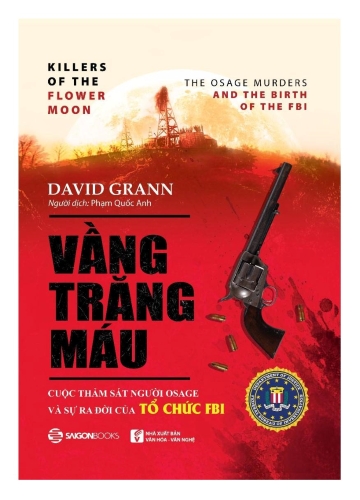 KILLERS
OF THE
FLOWER
MOON
THE OSAGE MURDERS
AND THE BIRTH
OF THE FBI
DAVID GRANN
Người dịch: Phạm Quốc Anh
VẦNG
TRĂNG
MÁU
CUỘC THẢM SÁT NGƯỜI OSAGE
VÀ SỰ RA ĐỜI CỦA TỔ CHỨC FBI
SAIGONBOOKS
NHÀ XUẤT BẢN
VĂN HÓA - VĂN NGHỆ